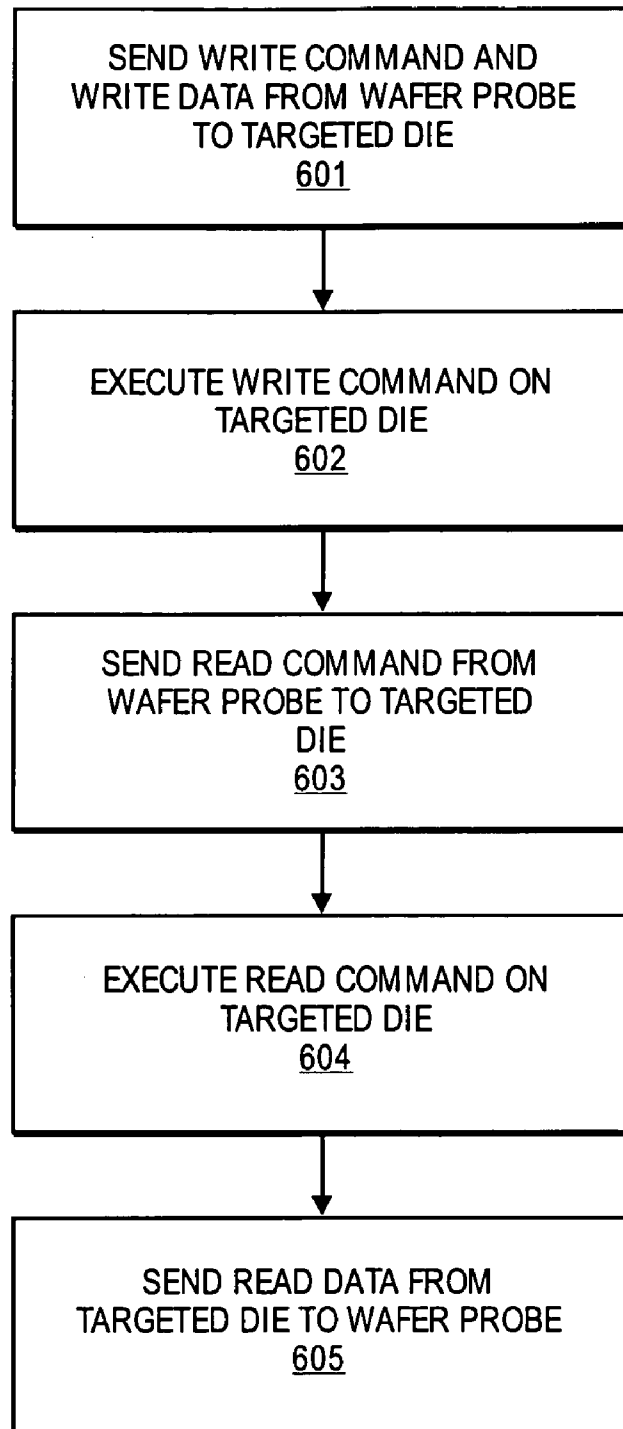 SEND WRITE COMMAND AND
WRITE DATA FROM WAFER PROBE
TO TARGETED DIE
601
EXECUTE WRITE COMMAND ON
TARGETED DIE
602
SEND READ COMMAND FROM
WAFER PROBE TO TARGETED
DIE
603
EXECUTE READ COMMAND ON
TARGETED DIE
604
SEND READ DATA FROM
TARGETED DIE TO WAFER PROBE
605